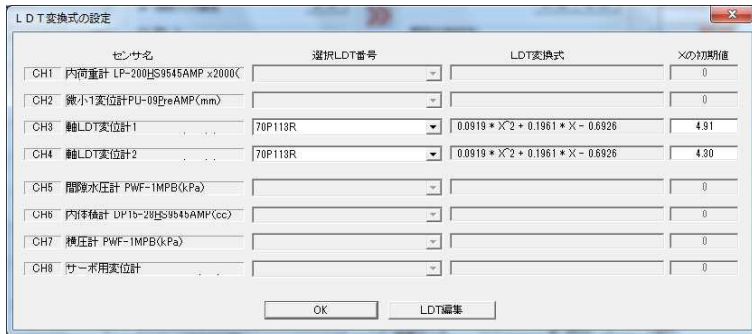 LDT変換式の設定
センサ名 選択LDT番号 LDT変換式 Xの初期値
CH1 内荷重計 LP-200HS9545AMP x2000( 0
CH2 微小1変位計PU-09PreAMP(mm) 0
CH3 軸LDT変位計1 70P113R 0.0919 * X^2 + 0.1961 * X - 0.6926 4.91
CH4 軸LDT変位計2 70P113R 0.0919 * X^2 + 0.1961 * X - 0.6926 4.30
CH5 間隙水圧計 PWF-1MPB(kPa) 0
CH6 内体積計 DP15-28HS9545AMP(cc) 0
CH7 横圧計 PWF-1MPB(kPa) 0
CH8 サーボ用変位計 0
OK LDT編集